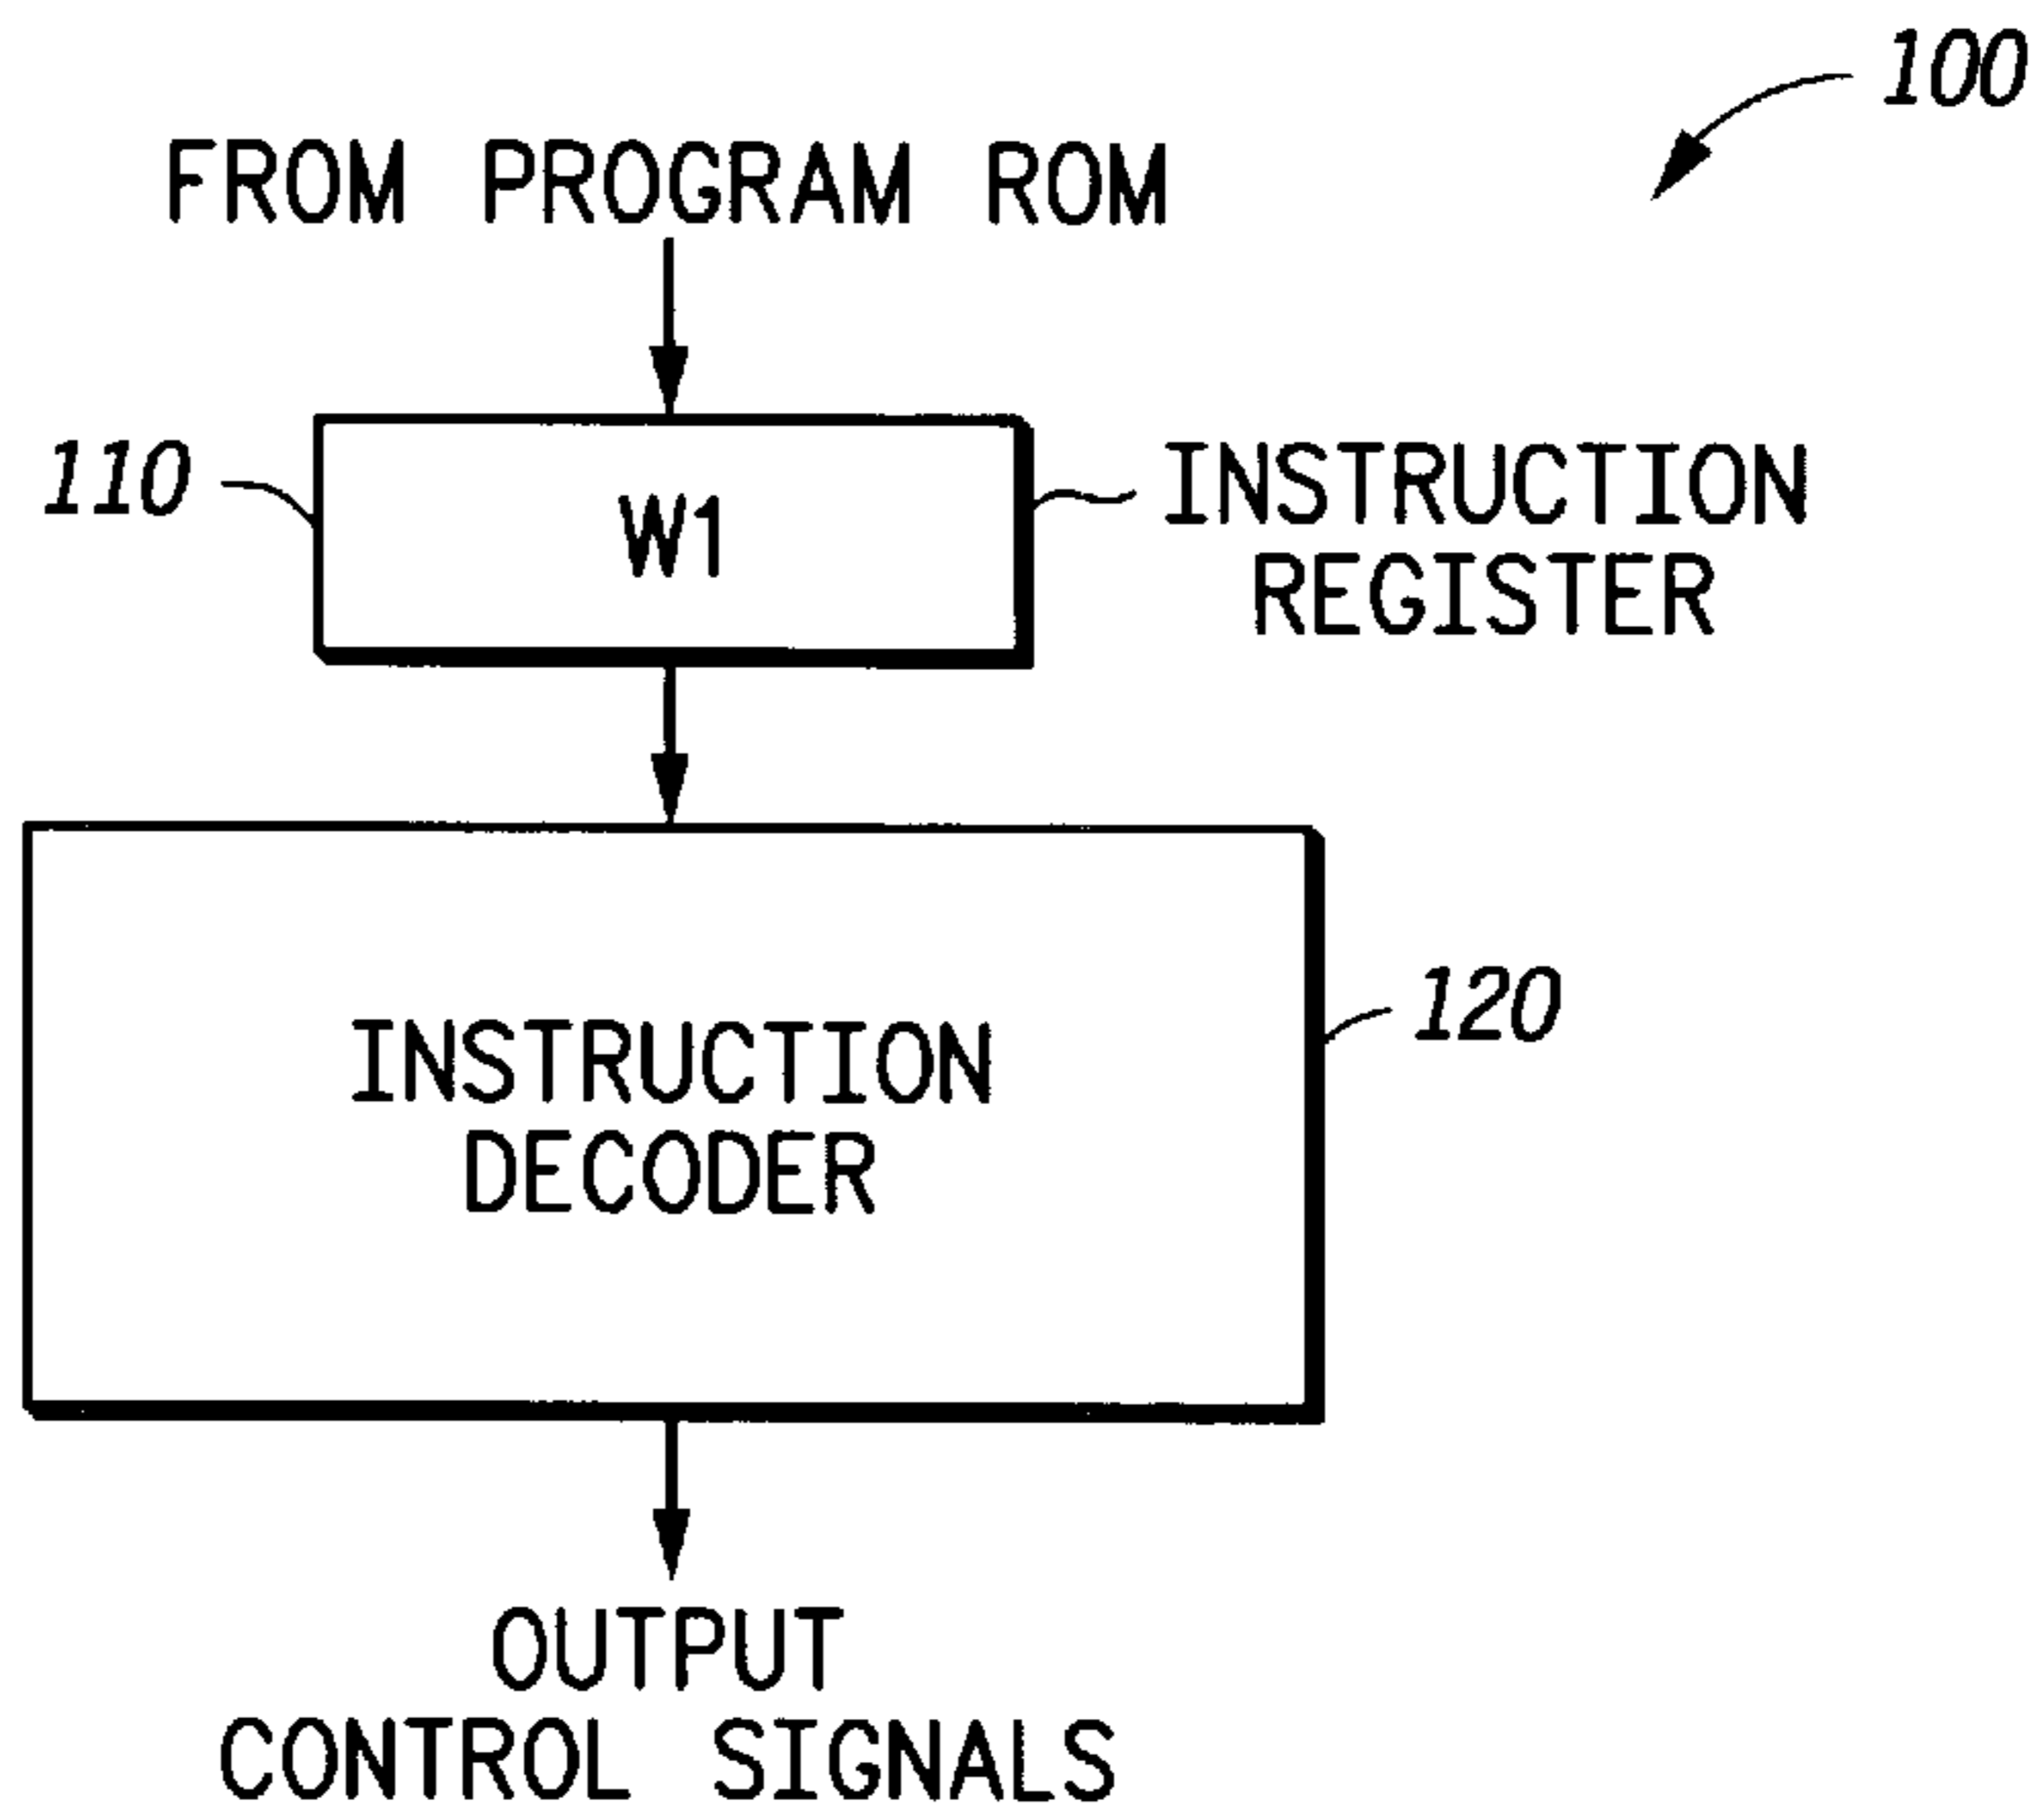 100
FROM PROGRAM ROM
110
W1
INSTRUCTION
REGISTER
INSTRUCTION
DECODER
120
OUTPUT
CONTROL SIGNALS